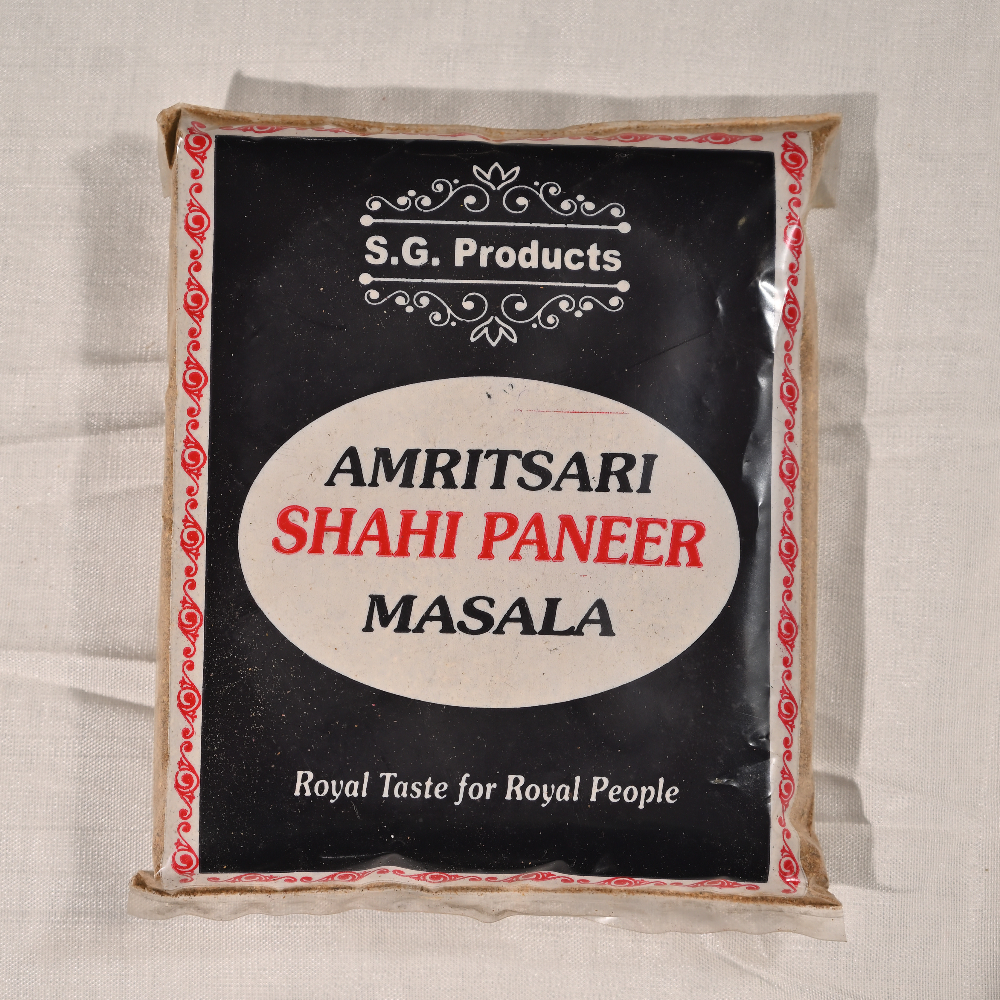 S.G. Products
AMRITSARI
SHAHI PANEER
MASALA
Royal Taste for Royal People